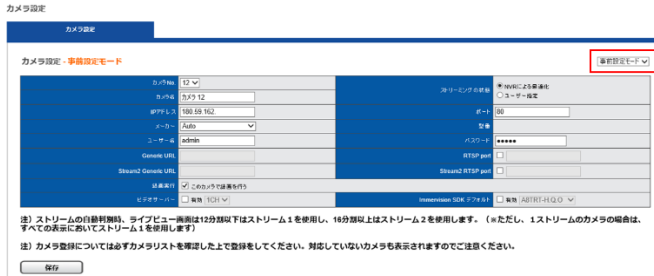 カメラ設定
カメラ設定
カメラ設定 - 事前設定モード
事前設定モード
カメラNo. 12
ストリーミングの状態 NVRによる最適化
ユーザー指定
カメラ名 カメラ 12
IPアドレス 180.59.162.
ポート 80
メーカー Auto
型番
ユーザー名 admin
パスワード •••••
Generic URL
RTSP port
Stream2 Generic URL
Stream2 RTSP port
録画実行 このカメラで録画を行う
ビデオサーバー 有効 1CH
Immervision SDK デフォルト 有効 A8TRT-H,Q,O
注）ストリームの自動判別時、ライブビュー画面は12分割以下はストリーム１を使用し、16分割以上はストリーム２を使用します。（※ただし、１ストリームのカメラの場合は、
すべての表示においてストリーム１を使用します）
注）カメラ登録については必ずカメラリストを確認した上で登録をしてください。対応していないカメラも表示されますのでご注意ください。
保存